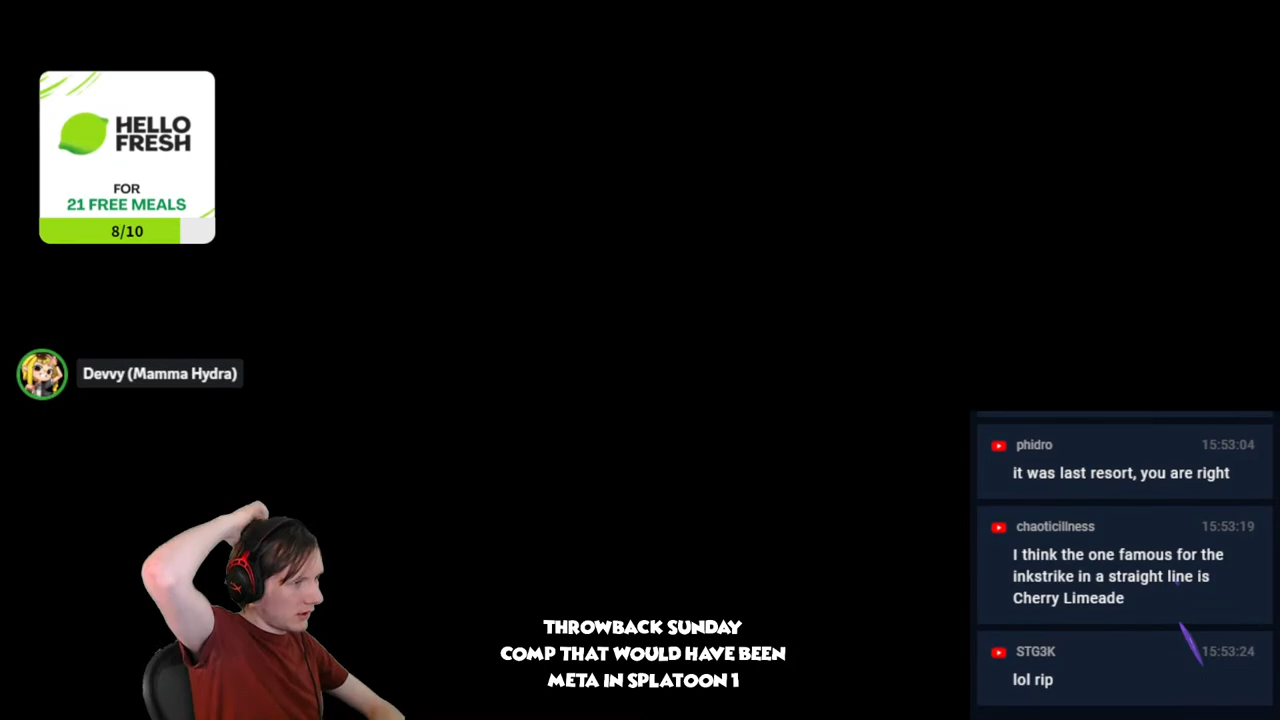 HELLO
FRESH
FOR
21 FREE MEALS
8/10
Devvy (Mamma Hydra)
phidro 15:53:04
it was last resort, you are right
chaoticillness 15:53:19
I think the one famous for the
inkstrike in a straight line is
Cherry Limeade
STG3K 15:53:24
lol rip
THROWBACK SUNDAY
COMP THAT WOULD HAVE BEEN
META IN SPLATOON 1